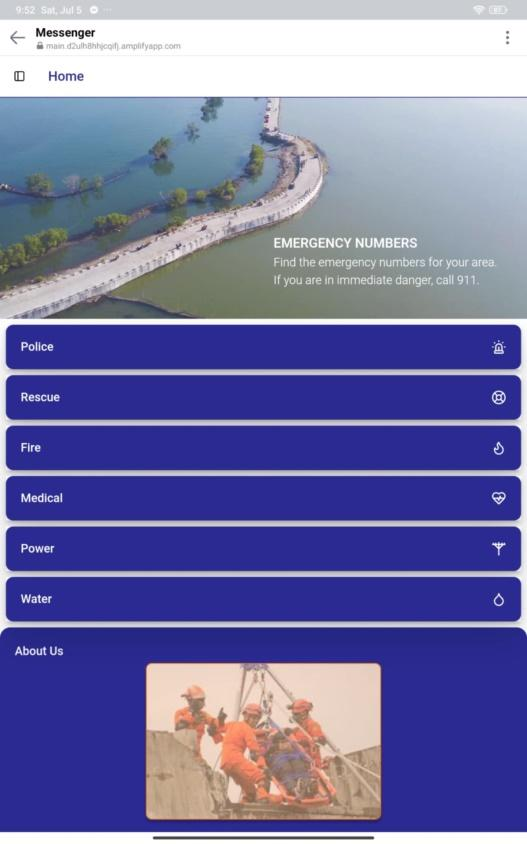 9:52 Sat, Jul 5 ···
Messenger
main.d2ulh8hhjcqifj.amplifyapp.com
Home
EMERGENCY NUMBERS
Find the emergency numbers for your area.
If you are in immediate danger, call 911.
Police
Rescue
Fire
Medical
Power
Water
About Us